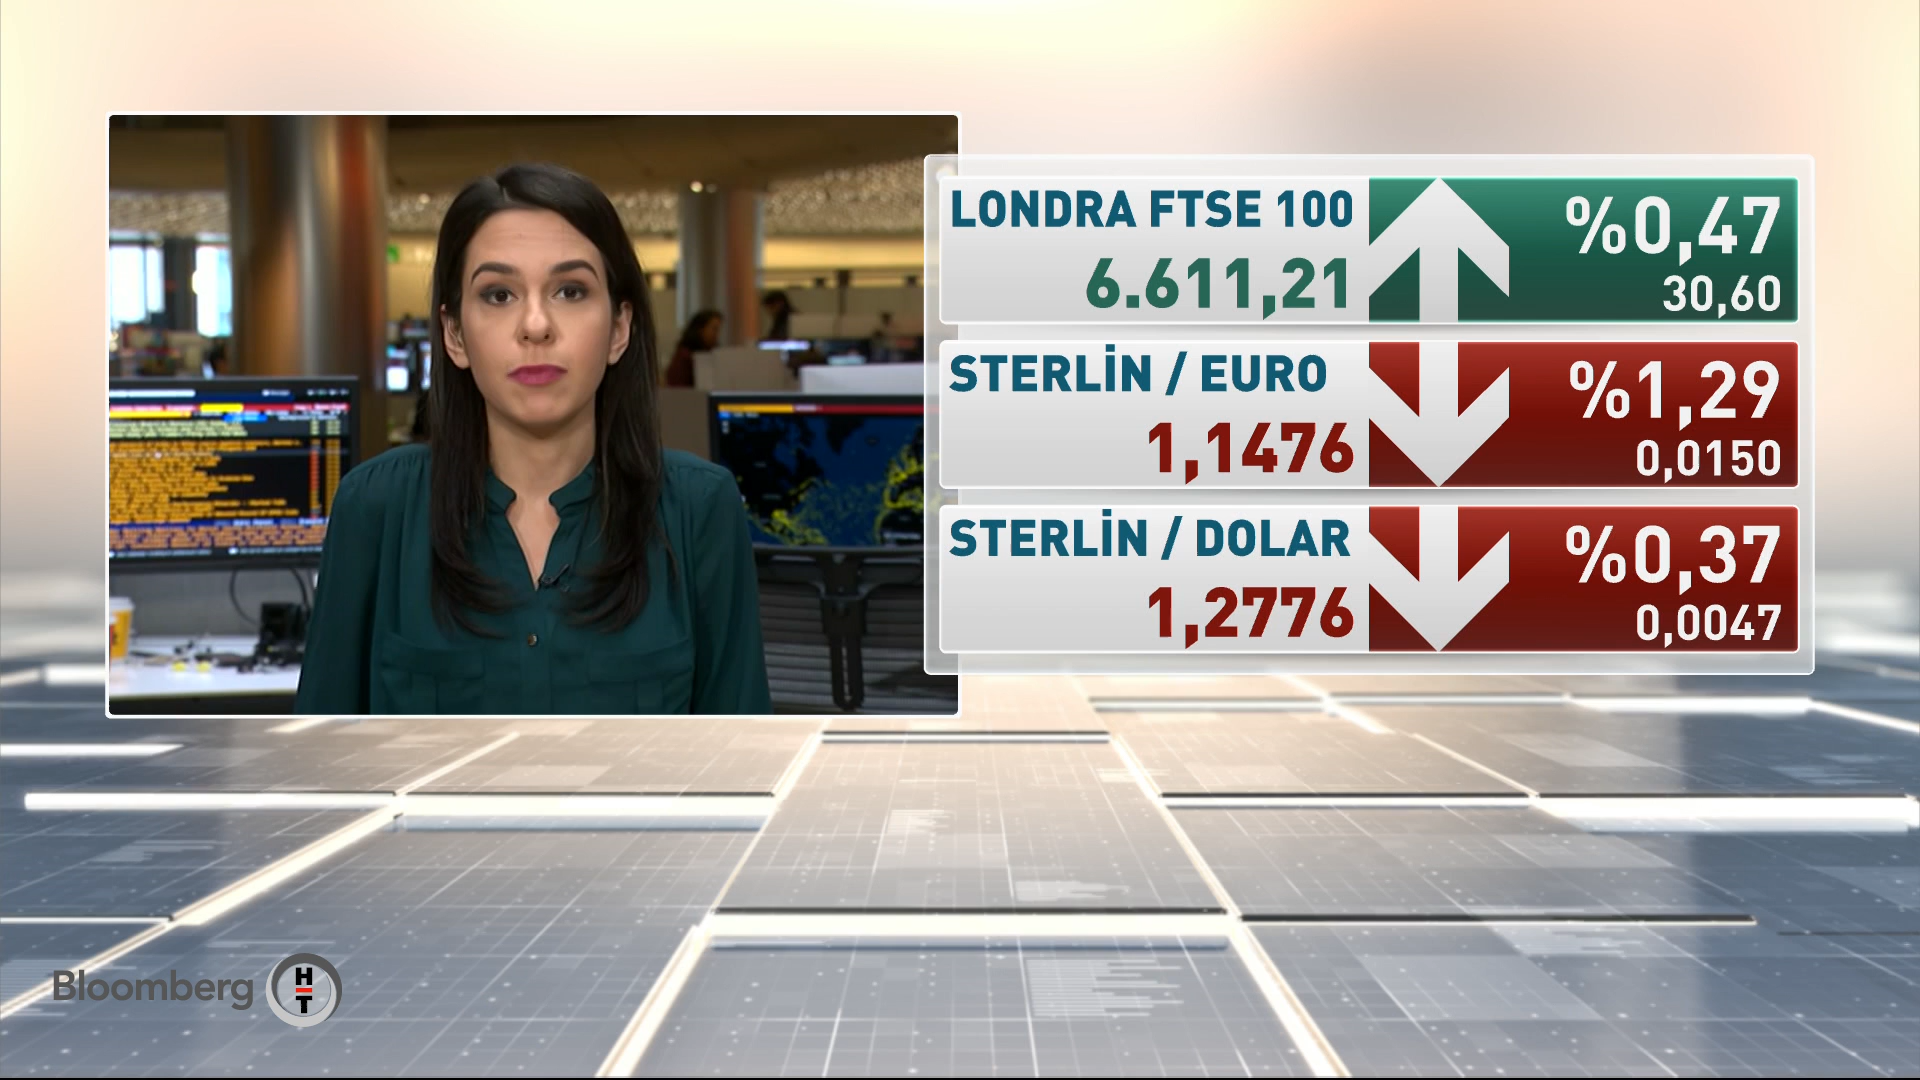 LONDRA FTSE 100
6.611,21
%0,47
30,60
STERLİN / EURO
1,1476
%1,29
0,0150
STERLİN / DOLAR
1,2776
%0,37
0,0047
Bloomberg HT